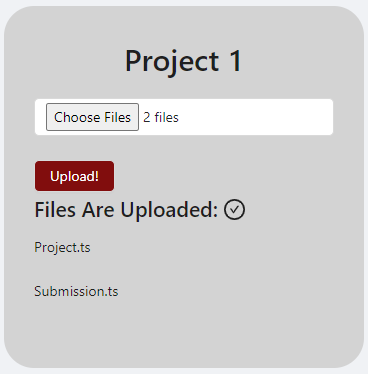 Project 1
Choose Files 2 files
Upload!
Files Are Uploaded:
Project.ts
Submission.ts